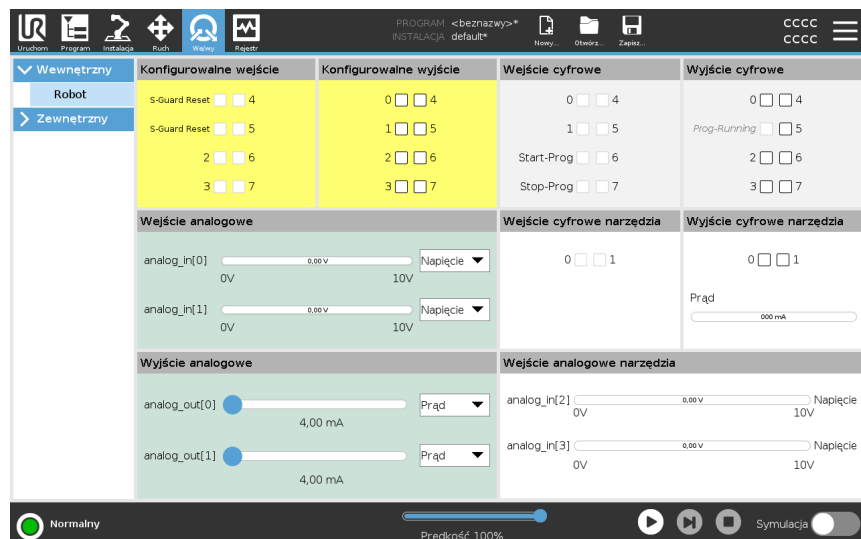 UR
PROGRAM <beznazwy>*
INSTALACJA default*
CCCC
CCCC
Uruchom Program Instalacja Ruch We/wy Rejestr Nowy... Otwórz... Zapisz...
Wewnętrzny
Robot
Zewnętrzny
Konfigurowalne wejście
S-Guard Reset 4
S-Guard Reset 5
2 6
3 7
Konfigurowalne wyjście
0 4
1 5
2 6
3 7
Wejście cyfrowe
0 4
1 5
Start-Prog 6
Stop-Prog 7
Wyjście cyfrowe
0 4
Prog-Running 5
2 6
3 7
Wejście analogowe
analog_in[0] 0,00 V Napięcie
0V 10V
analog_in[1] 0,00 V Napięcie
0V 10V
Wejście cyfrowe narzędzia
0 1
Wyjście cyfrowe narzędzia
0 1
Prąd
000 mA
Wyjście analogowe
analog_out[0] Prąd
4,00 mA
analog_out[1] Prąd
4,00 mA
Wejście analogowe narzędzia
analog_in[2] 0,00 V Napięcie
0V 10V
analog_in[3] 0,00 V Napięcie
0V 10V
Normalny
Prędkość 100%
Symulacja